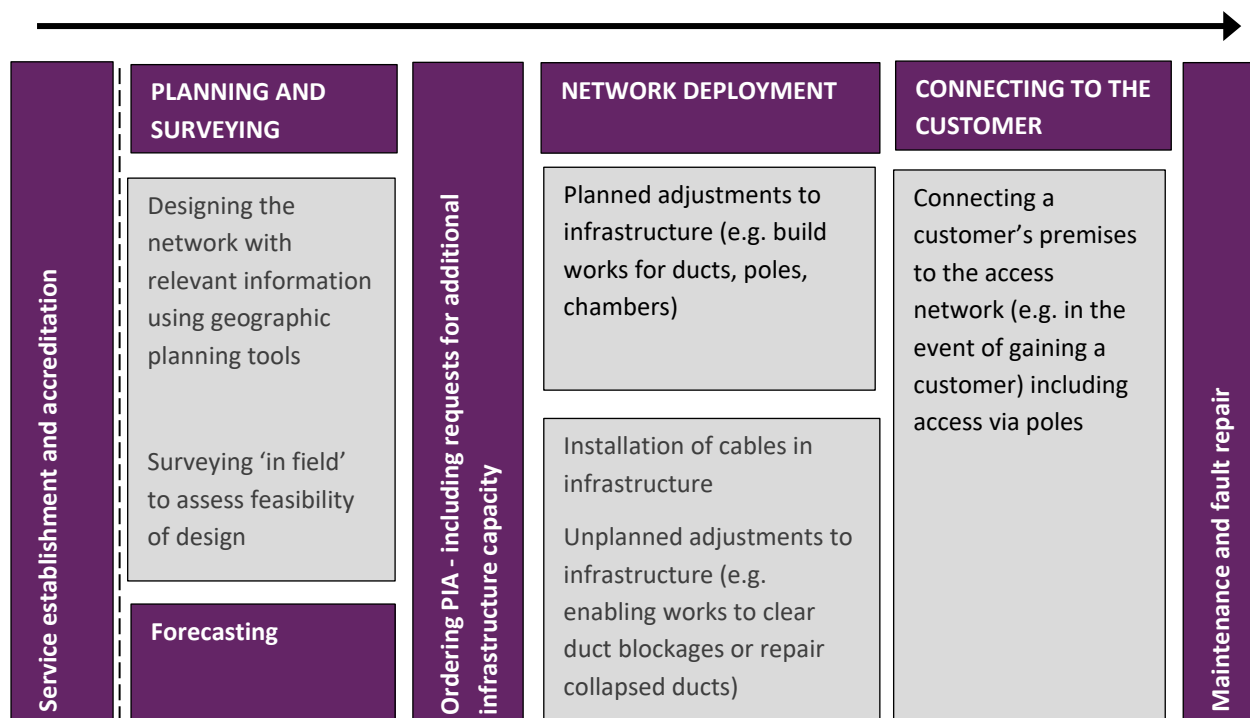 Service establishment and accreditation
PLANNING AND
SURVEYING
Designing the
network with
relevant information
using geographic
planning tools
Surveying ‘in field’
to assess feasibility
of design
Forecasting
Ordering PIA - including requests for additional
infrastructure capacity
NETWORK DEPLOYMENT
Planned adjustments to
infrastructure (e.g. build
works for ducts, poles,
chambers)
Installation of cables in
infrastructure
Unplanned adjustments to
infrastructure (e.g.
enabling works to clear
duct blockages or repair
collapsed ducts)
CONNECTING TO THE
CUSTOMER
Connecting a
customer’s premises
to the access
network (e.g. in the
event of gaining a
customer) including
access via poles
Maintenance and fault repair